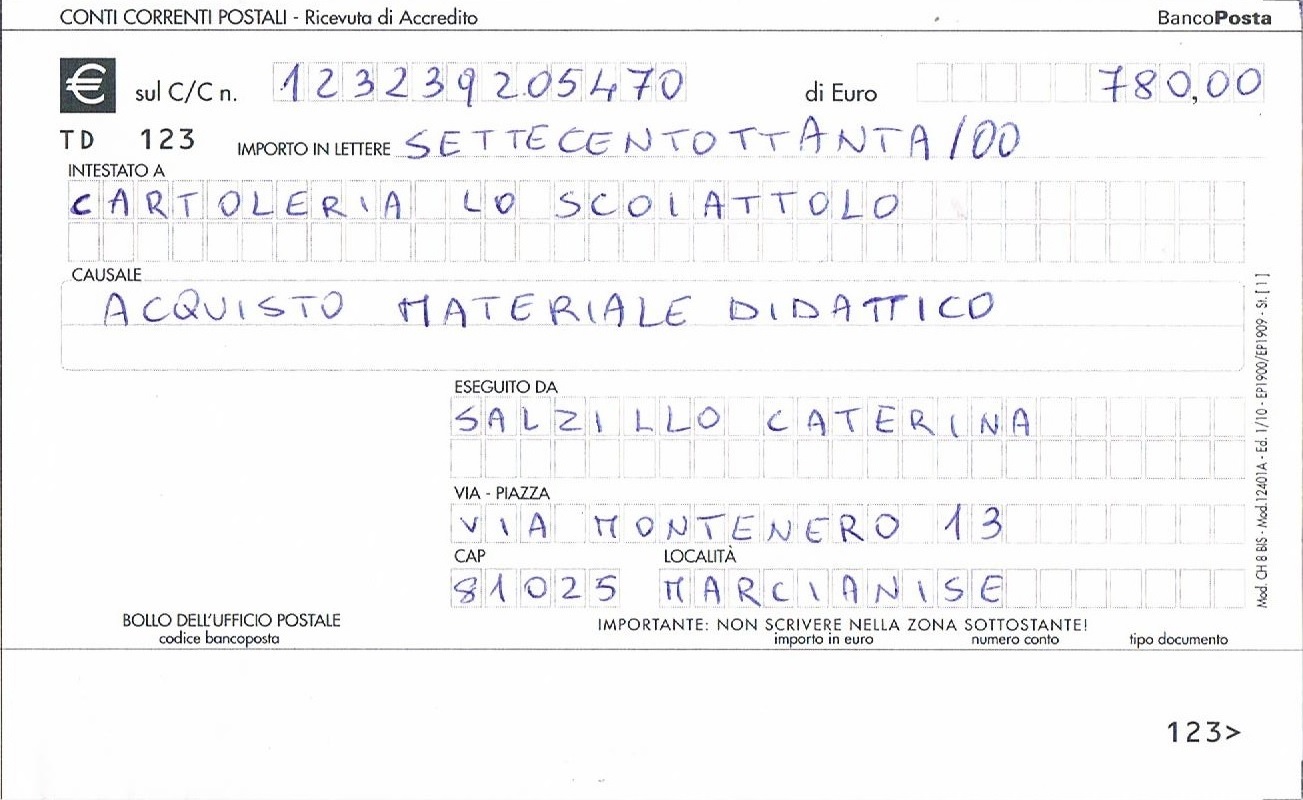 CONTI CORRENTI POSTALI - Ricevuta di Accredito BancoPosta
€ sul C/C n. 123239205470 di Euro 780,00
TD 123 IMPORTO IN LETTERE SETTECENTOTTANTA/00
INTESTATO A
CARTOLERIA LO SCOIATTOLO
CAUSALE
ACQUISTO MATERIALE DIDATTICO
ESEGUITO DA
SALZILLO CATERINA
VIA - PIAZZA
VIA MONTENERO 13
CAP LOCALITÀ
81025 MARCIANISE
BOLLO DELL'UFFICIO POSTALE
codice bancoposta
IMPORTANTE: NON SCRIVERE NELLA ZONA SOTTOSTANTE!
importo in euro numero conto tipo documento
123>
Mod. CH 8 BIS - Mod.12401A - Ed. 1/10 - EP1900/EP1909 - St. [1]